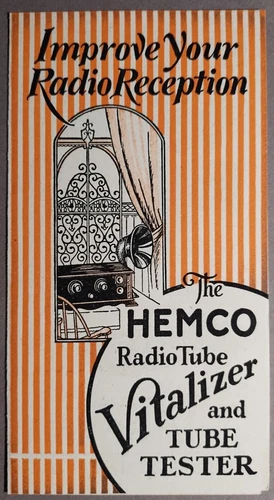 Improve Your
Radio Reception
The
HEMCO
Radio Tube
Vitalizer
and
TUBE
TESTER